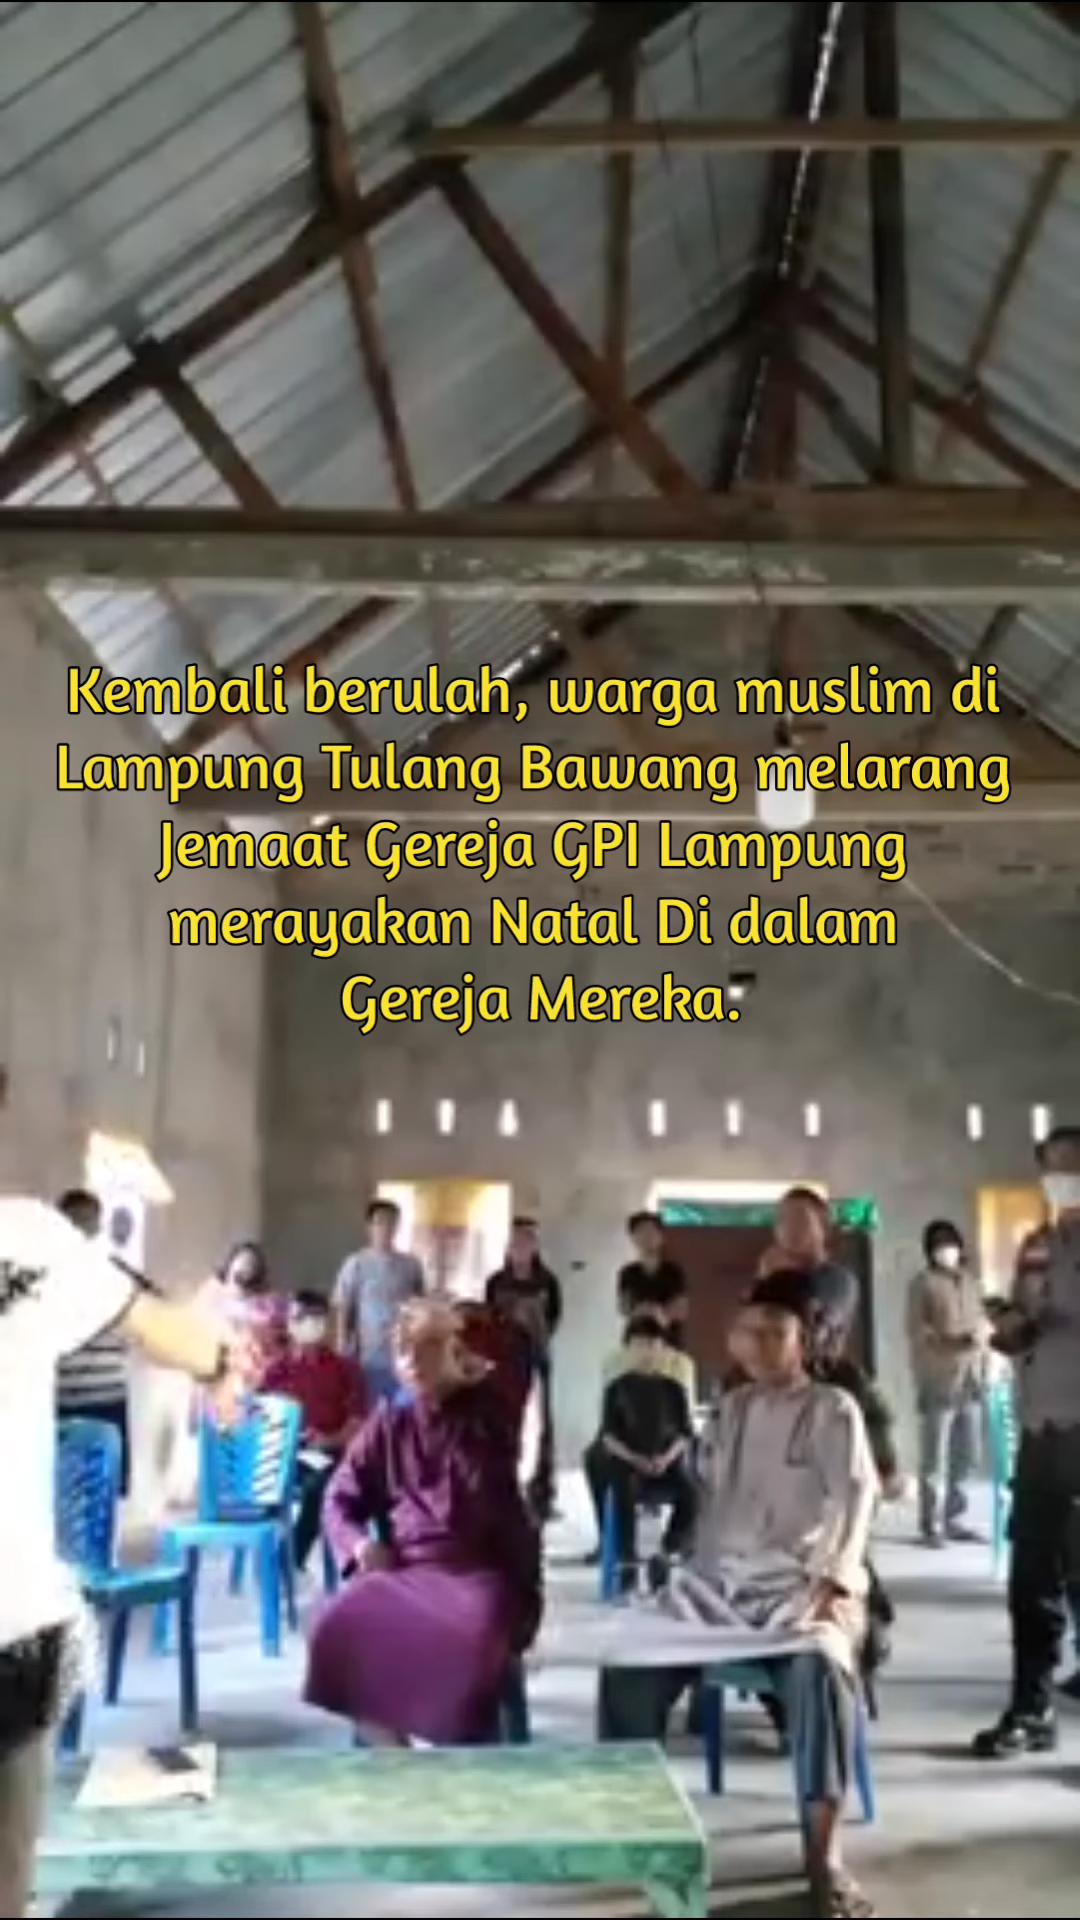 Kembali berulah, warga muslim di
Lampung Tulang Bawang melarang
Jemaat Gereja GPI Lampung
merayakan Natal Di dalam
Gereja Mereka.